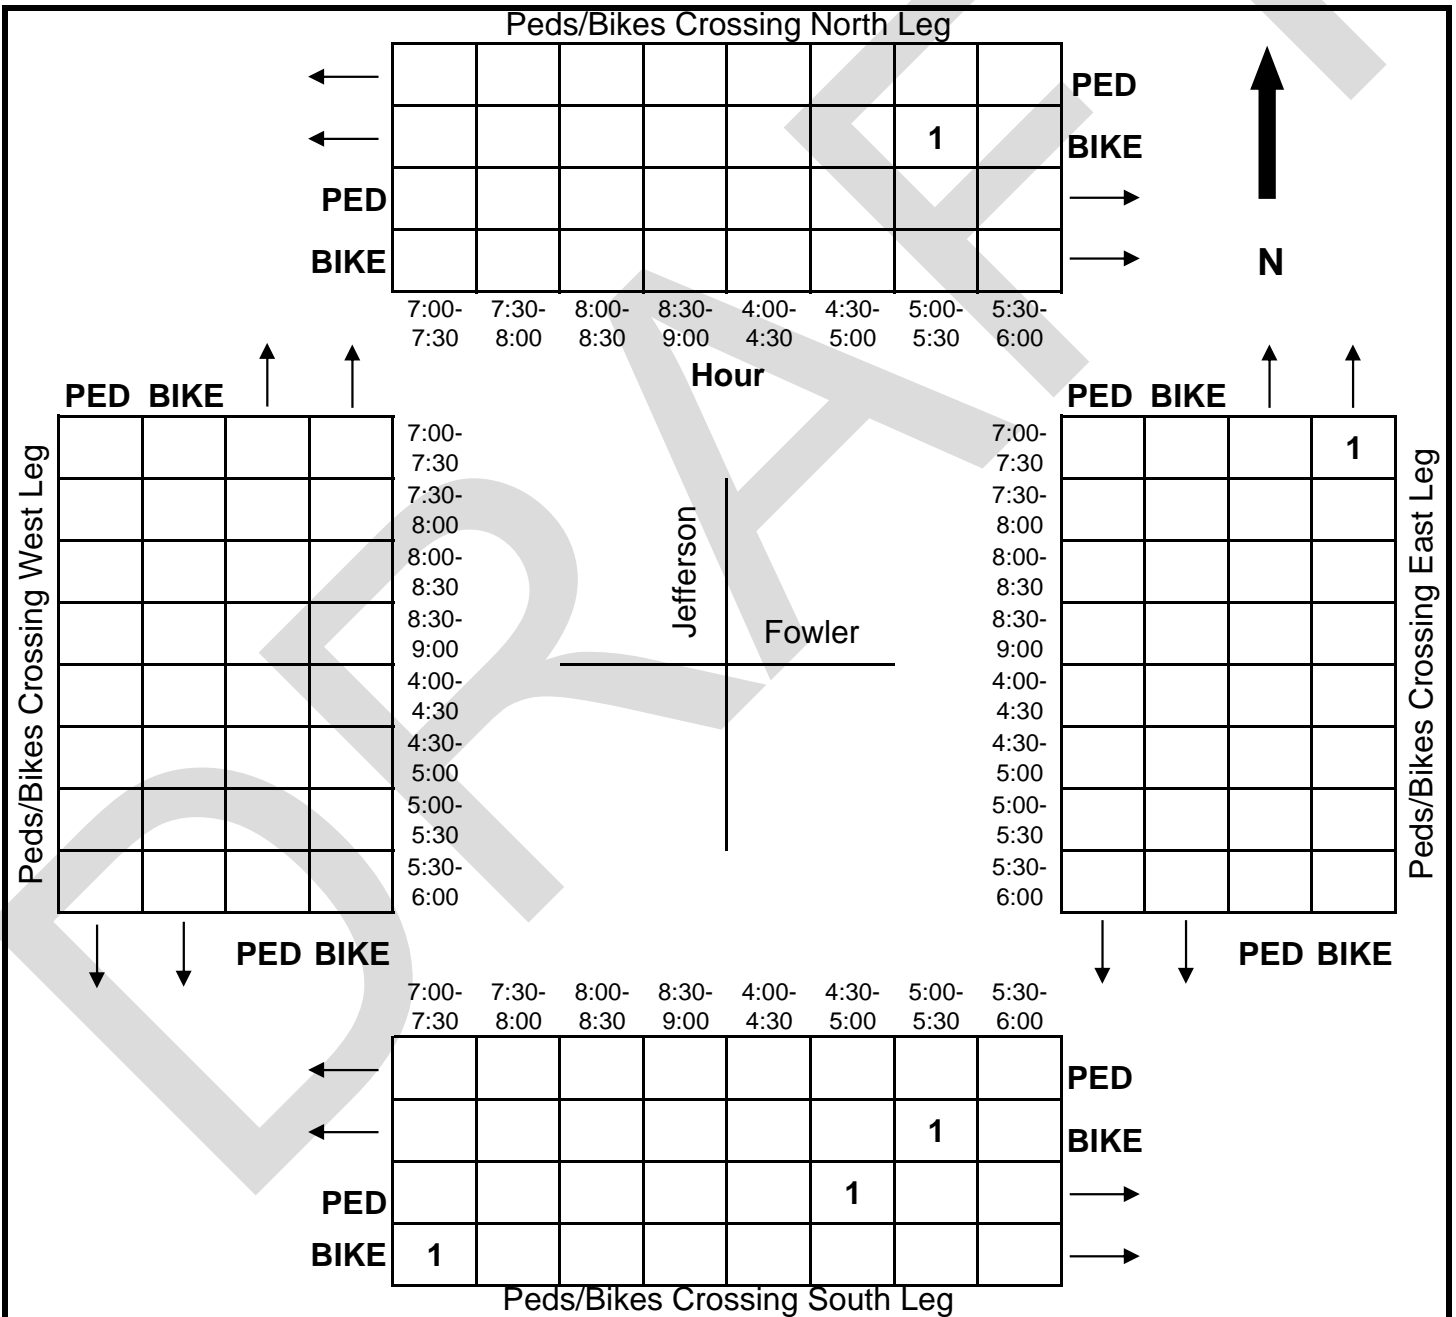 Peds/Bikes Crossing North Leg
PED
1 BIKE
PED
BIKE
N
7:00- 7:30- 8:00- 8:30- 4:00- 4:30- 5:00- 5:30-
7:30 8:00 8:30 9:00 4:30 5:00 5:30 6:00
Hour
PED BIKE
PED BIKE
Peds/Bikes Crossing West Leg
7:00-
7:30
7:30-
8:00
8:00-
8:30
8:30-
9:00
4:00-
4:30
4:30-
5:00
5:00-
5:30
5:30-
6:00
PED BIKE
Jefferson
Fowler
7:00-
7:30
1
7:30-
8:00
8:00-
8:30
8:30-
9:00
4:00-
4:30
4:30-
5:00
5:00-
5:30
5:30-
6:00
Peds/Bikes Crossing East Leg
PED BIKE
7:00- 7:30- 8:00- 8:30- 4:00- 4:30- 5:00- 5:30-
7:30 8:00 8:30 9:00 4:30 5:00 5:30 6:00
PED
1 BIKE
PED 1
BIKE 1
Peds/Bikes Crossing South Leg
DRAFT